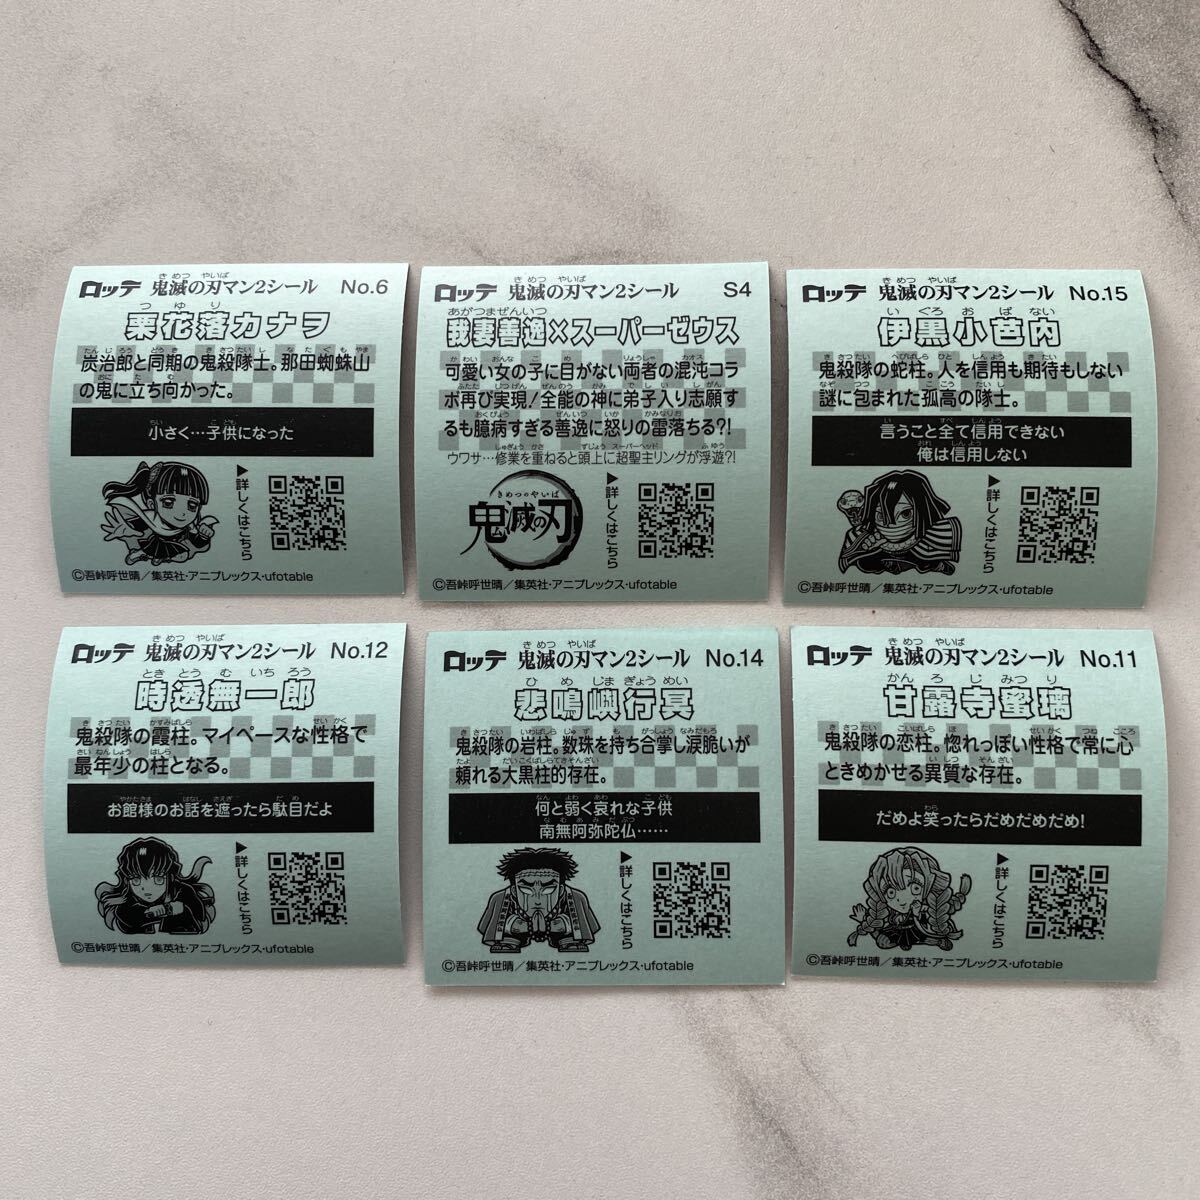 ロッテ 鬼滅の刃マン2シール No.6
栗花落カナヲ
炭治郎と同期の鬼殺隊士。那田蜘蛛山
の鬼に立ち向かった。
小さく…子供になった
▶詳しくはこちら
©吾峠呼世晴／集英社・アニプレックス・ufotable
ロッテ 鬼滅の刃マン2シール S4
我妻善逸×スーパーゼウス
可愛い女の子に目がない両者の混沌コラ
ボ再び実現!全能の神に弟子入り志願す
るも臆病すぎる善逸に怒りの雷落ちる?!
ウワサ…修業を重ねると頭上に超聖主リングが浮遊?!
きめつのやいば
鬼滅の刃
▶詳しくはこちら
©吾峠呼世晴／集英社・アニプレックス・ufotable
ロッテ 鬼滅の刃マン2シール No.15
伊黒小芭内
鬼殺隊の蛇柱。人を信用も期待もしない
謎に包まれた孤高の隊士。
言うこと全て信用できない
俺は信用しない
▶詳しくはこちら
©吾峠呼世晴／集英社・アニプレックス・ufotable
ロッテ 鬼滅の刃マン2シール No.12
時透無一郎
鬼殺隊の霞柱。マイペースな性格で
最年少の柱となる。
お館様のお話を遮ったら駄目だよ
▶詳しくはこちら
©吾峠呼世晴／集英社・アニプレックス・ufotable
ロッテ 鬼滅の刃マン2シール No.14
悲鳴嶼行冥
鬼殺隊の岩柱。数珠を持ち合掌し涙脆いが
頼れる大黒柱的存在。
何と弱く哀れな子供
南無阿弥陀仏……
▶詳しくはこちら
©吾峠呼世晴／集英社・アニプレックス・ufotable
ロッテ 鬼滅の刃マン2シール No.11
甘露寺蜜璃
鬼殺隊の恋柱。惚れっぽい性格で常に心
ときめかせる異質な存在。
だめよ笑ったらだめだめだめ!
▶詳しくはこちら
©吾峠呼世晴／集英社・アニプレックス・ufotable